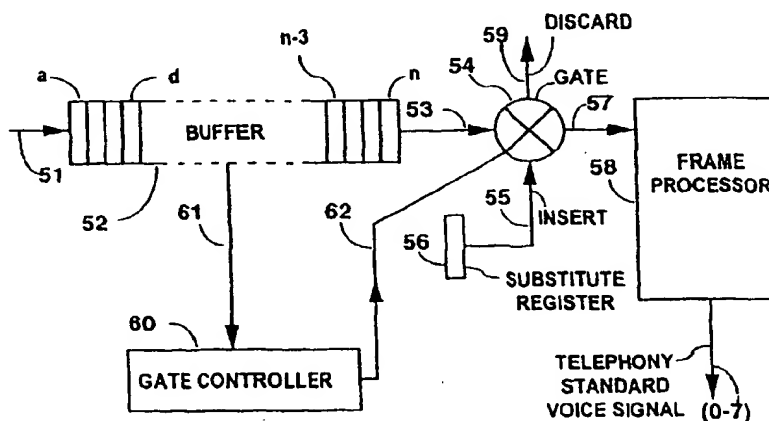 DISCARD
59
n-3
54
a
d
n
GATE
53
57
BUFFER
FRAME
PROCESSOR
51
58
52
61
62
55
INSERT
56
SUBSTITUTE
REGISTER
60
GATE CONTROLLER
TELEPHONY
STANDARD
VOICE SIGNAL
(0-7)